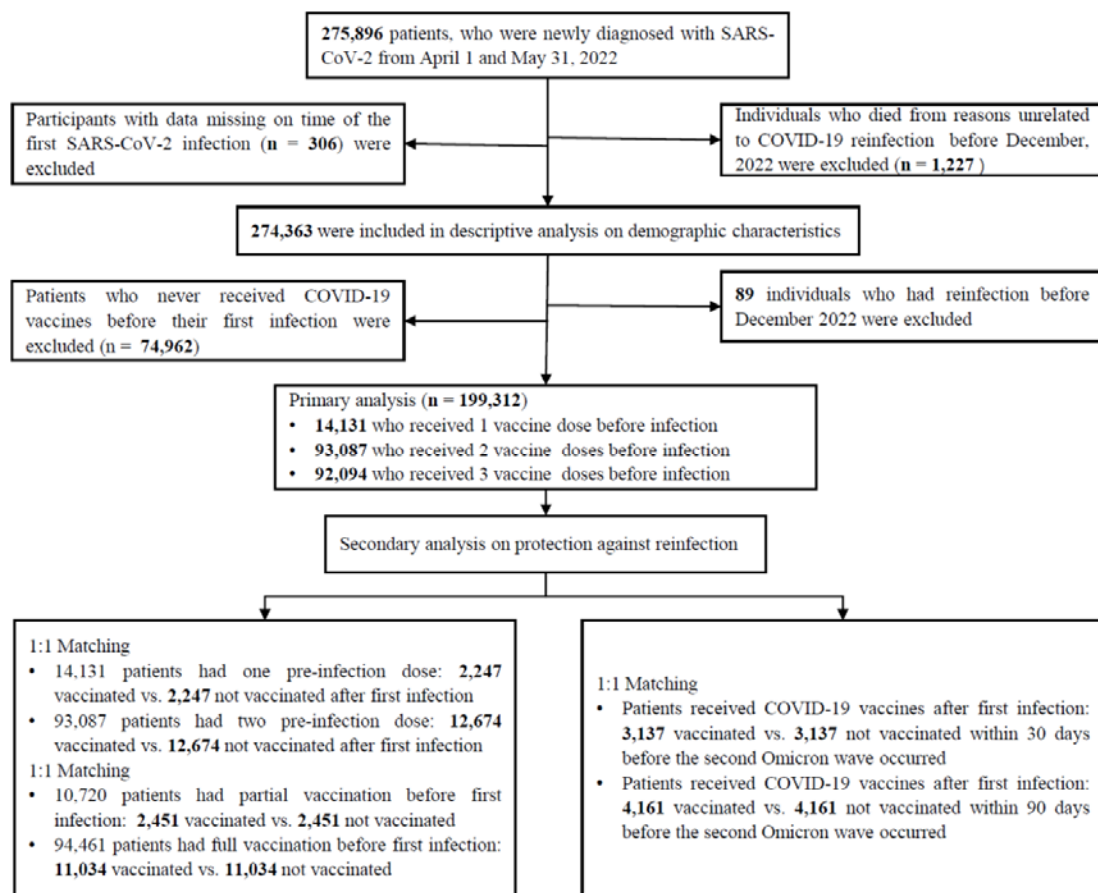 275,896 patients, who were newly diagnosed with SARS-
CoV-2 from April 1 and May 31, 2022
Participants with data missing on time of
the first SARS-CoV-2 infection (n = 306) were
excluded
Individuals who died from reasons unrelated
to COVID-19 reinfection before December,
2022 were excluded (n = 1,227 )
274,363 were included in descriptive analysis on demographic characteristics
Patients who never received COVID-19
vaccines before their first infection were
excluded (n = 74,962)
89 individuals who had reinfection before
December 2022 were excluded
Primary analysis (n = 199,312)
• 14,131 who received 1 vaccine dose before infection
• 93,087 who received 2 vaccine doses before infection
• 92,094 who received 3 vaccine doses before infection
Secondary analysis on protection against reinfection
1:1 Matching
• 14,131 patients had one pre-infection dose: 2,247
vaccinated vs. 2,247 not vaccinated after first infection
• 93,087 patients had two pre-infection dose: 12,674
vaccinated vs. 12,674 not vaccinated after first infection
1:1 Matching
• 10,720 patients had partial vaccination before first
infection: 2,451 vaccinated vs. 2,451 not vaccinated
• 94,461 patients had full vaccination before first infection:
11,034 vaccinated vs. 11,034 not vaccinated
1:1 Matching
• Patients received COVID-19 vaccines after first infection:
3,137 vaccinated vs. 3,137 not vaccinated within 30 days
before the second Omicron wave occurred
• Patients received COVID-19 vaccines after first infection:
4,161 vaccinated vs. 4,161 not vaccinated within 90 days
before the second Omicron wave occurred